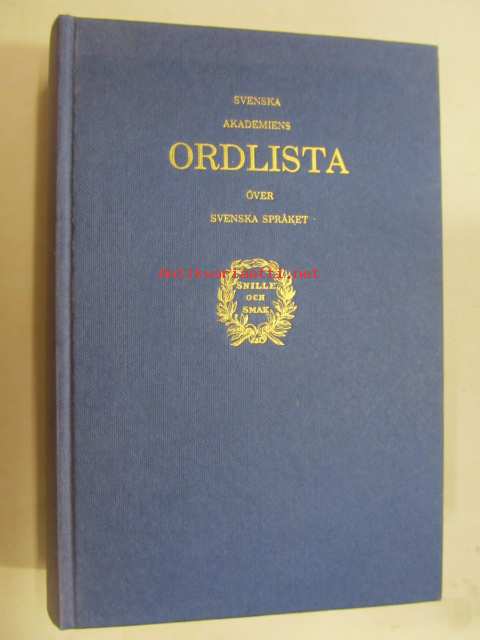 SVENSKA
AKADEMIENS
ORDLISTA
ÖVER
SVENSKA SPRÅKET
antikvariaatti.net
SNILLE
OCH
SMAK